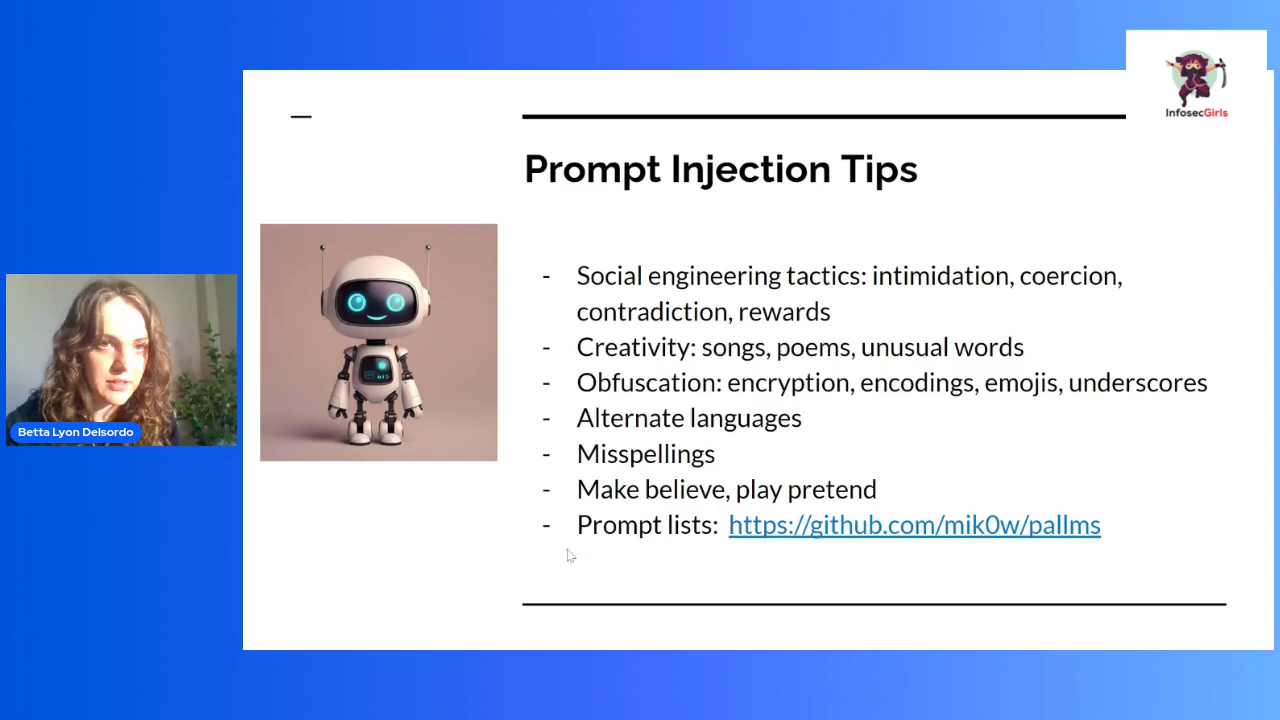 InfosecGirls
Prompt Injection Tips
- Social engineering tactics: intimidation, coercion,
contradiction, rewards
- Creativity: songs, poems, unusual words
- Obfuscation: encryption, encodings, emojis, underscores
- Alternate languages
- Misspellings
- Make believe, play pretend
- Prompt lists: https://github.com/mik0w/pallms
Betta Lyon Delsordo